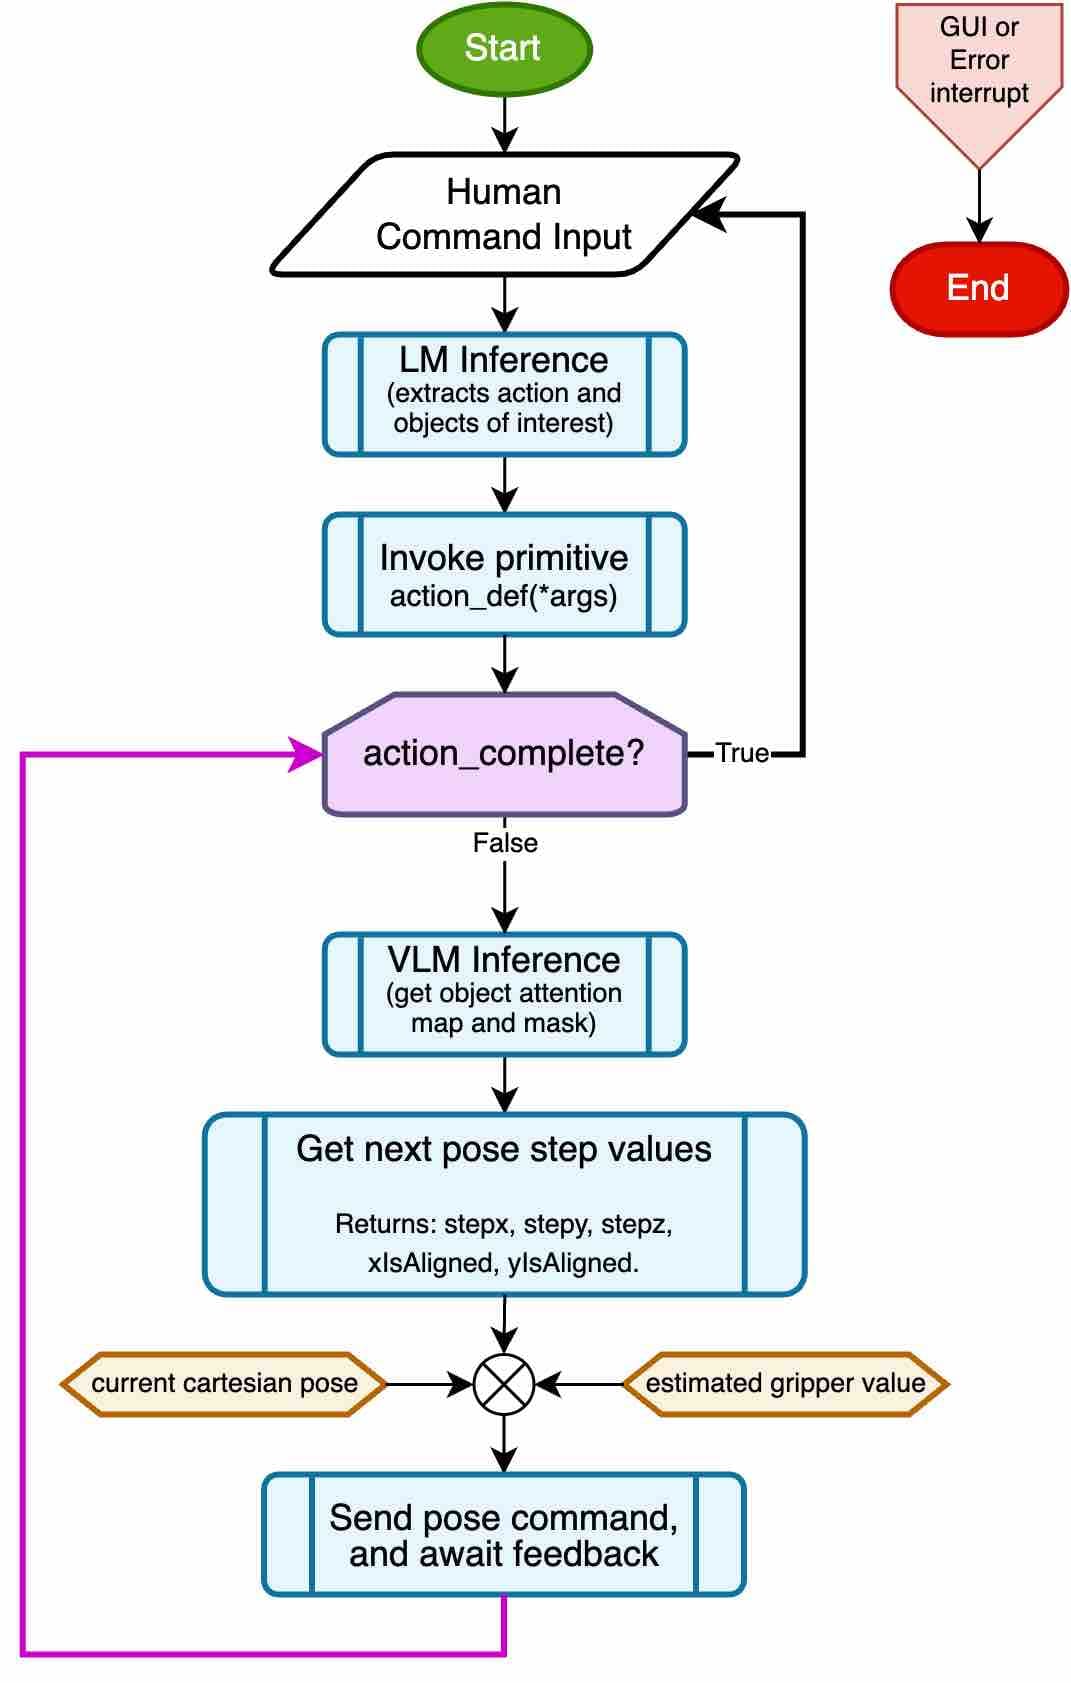 Start
GUI or
Error
interrupt
End
Human
Command Input
LM Inference
(extracts action and
objects of interest)
Invoke primitive
action_def(*args)
action_complete?
True
False
VLM Inference
(get object attention
map and mask)
Get next pose step values
Returns: stepx, stepy, stepz,
xIsAligned, yIsAligned.
current cartesian pose
estimated gripper value
Send pose command,
and await feedback